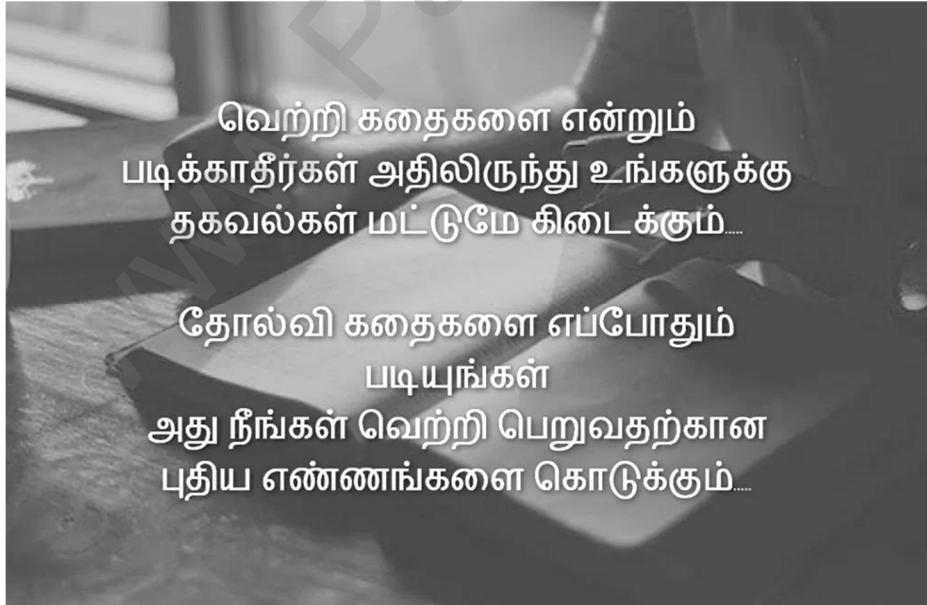 வெற்றி கதைகளை என்றும்
படிக்காதீர்கள் அதிலிருந்து உங்களுக்கு
தகவல்கள் மட்டுமே கிடைக்கும்.....
தோல்வி கதைகளை எப்போதும்
படியுங்கள்
அது நீங்கள் வெற்றி பெறுவதற்கான
புதிய எண்ணங்களை கொடுக்கும்.....